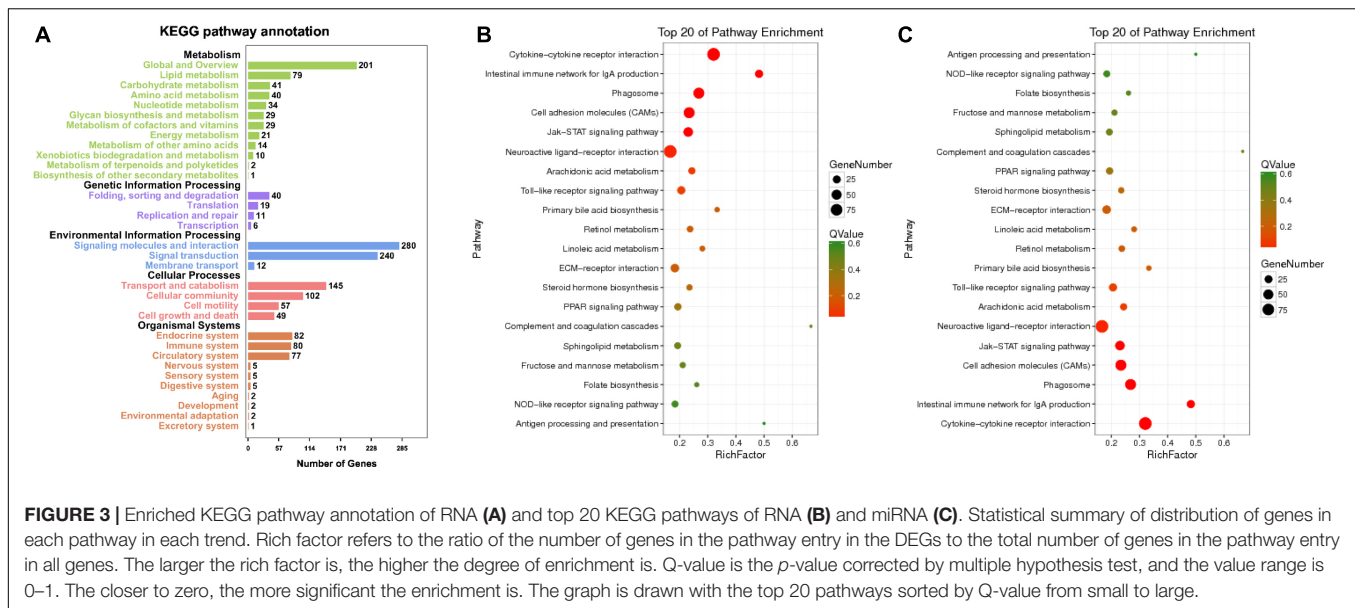 A
KEGG pathway annotation
Metabolism
Global and Overview 201
Lipid metabolism 79
Carbohydrate metabolism 41
Amino acid metabolism 40
Nucleotide metabolism 34
Glycan biosynthesis and metabolism 29
Metabolism of cofactors and vitamins 29
Energy metabolism 21
Metabolism of other amino acids 14
Xenobiotics biodegradation and metabolism 10
Metabolism of terpenoids and polyketides 2
Biosynthesis of other secondary metabolites 1
Genetic Information Processing
Folding, sorting and degradation 40
Translation 19
Replication and repair 11
Transcription 6
Environmental Information Processing
Signaling molecules and interaction 280
Signal transduction 240
Membrane transport 12
Cellular Processes
Transport and catabolism 145
Cellular commiunity 102
Cell motility 57
Cell growth and death 49
Organismal Systems
Endocrine system 82
Immune system 80
Circulatory system 77
Nervous system 5
Sensory system 5
Digestive system 5
Aging 2
Development 2
Environmental adaptation 2
Excretory system 1
0 57 114 171 228 285
Number of Genes
B
Top 20 of Pathway Enrichment
Pathway
Cytokine−cytokine receptor interaction
Intestinal immune network for IgA production
Phagosome
Cell adhesion molecules (CAMs)
Jak−STAT signaling pathway
Neuroactive ligand−receptor interaction
Arachidonic acid metabolism
Toll−like receptor signaling pathway
Primary bile acid biosynthesis
Retinol metabolism
Linoleic acid metabolism
ECM−receptor interaction
Steroid hormone biosynthesis
PPAR signaling pathway
Complement and coagulation cascades
Sphingolipid metabolism
Fructose and mannose metabolism
Folate biosynthesis
NOD−like receptor signaling pathway
Antigen processing and presentation
0.2 0.3 0.4 0.5 0.6
RichFactor
GeneNumber
25
50
75
QValue
0.6
0.4
0.2
C
Top 20 of Pathway Enrichment
Pathway
Antigen processing and presentation
NOD−like receptor signaling pathway
Folate biosynthesis
Fructose and mannose metabolism
Sphingolipid metabolism
Complement and coagulation cascades
PPAR signaling pathway
Steroid hormone biosynthesis
ECM−receptor interaction
Linoleic acid metabolism
Retinol metabolism
Primary bile acid biosynthesis
Toll−like receptor signaling pathway
Arachidonic acid metabolism
Neuroactive ligand−receptor interaction
Jak−STAT signaling pathway
Cell adhesion molecules (CAMs)
Phagosome
Intestinal immune network for IgA production
Cytokine−cytokine receptor interaction
0.2 0.3 0.4 0.5 0.6
RichFactor
QValue
0.6
0.4
0.2
GeneNumber
25
50
75
FIGURE 3 | Enriched KEGG pathway annotation of RNA (A) and top 20 KEGG pathways of RNA (B) and miRNA (C). Statistical summary of distribution of genes in
each pathway in each trend. Rich factor refers to the ratio of the number of genes in the pathway entry in the DEGs to the total number of genes in the pathway entry
in all genes. The larger the rich factor is, the higher the degree of enrichment is. Q-value is the p-value corrected by multiple hypothesis test, and the value range is
0–1. The closer to zero, the more significant the enrichment is. The graph is drawn with the top 20 pathways sorted by Q-value from small to large.